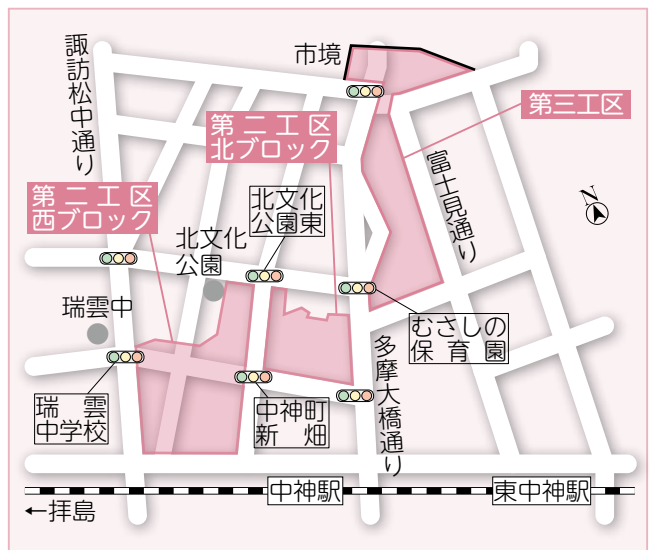 市境
諏訪松中通り
第三工区
第二工区
北ブロック
富士見通り
第二工区
西ブロック
北文化
公園東
N
北文化
公園
瑞雲中
むさしの
保育園
多摩大橋通り
瑞雲
中学校
中神町
新畑
中神駅
東中神駅
←拝島